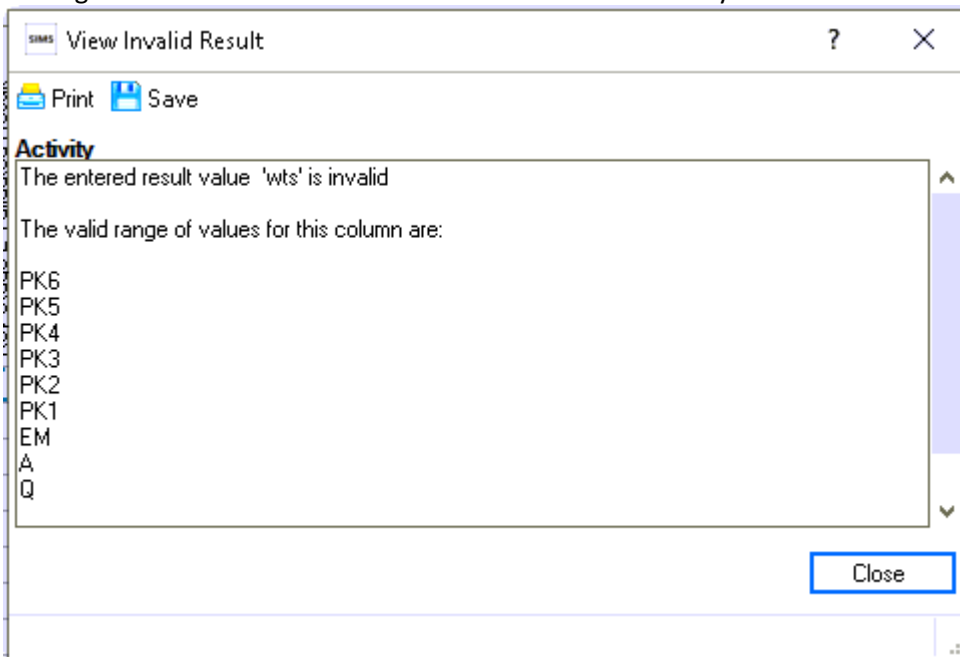 SIMS View Invalid Result ?
Print Save
Activity
The entered result value 'wts' is invalid
The valid range of values for this column are:
PK6
PK5
PK4
PK3
PK2
PK1
EM
A
Q
Close